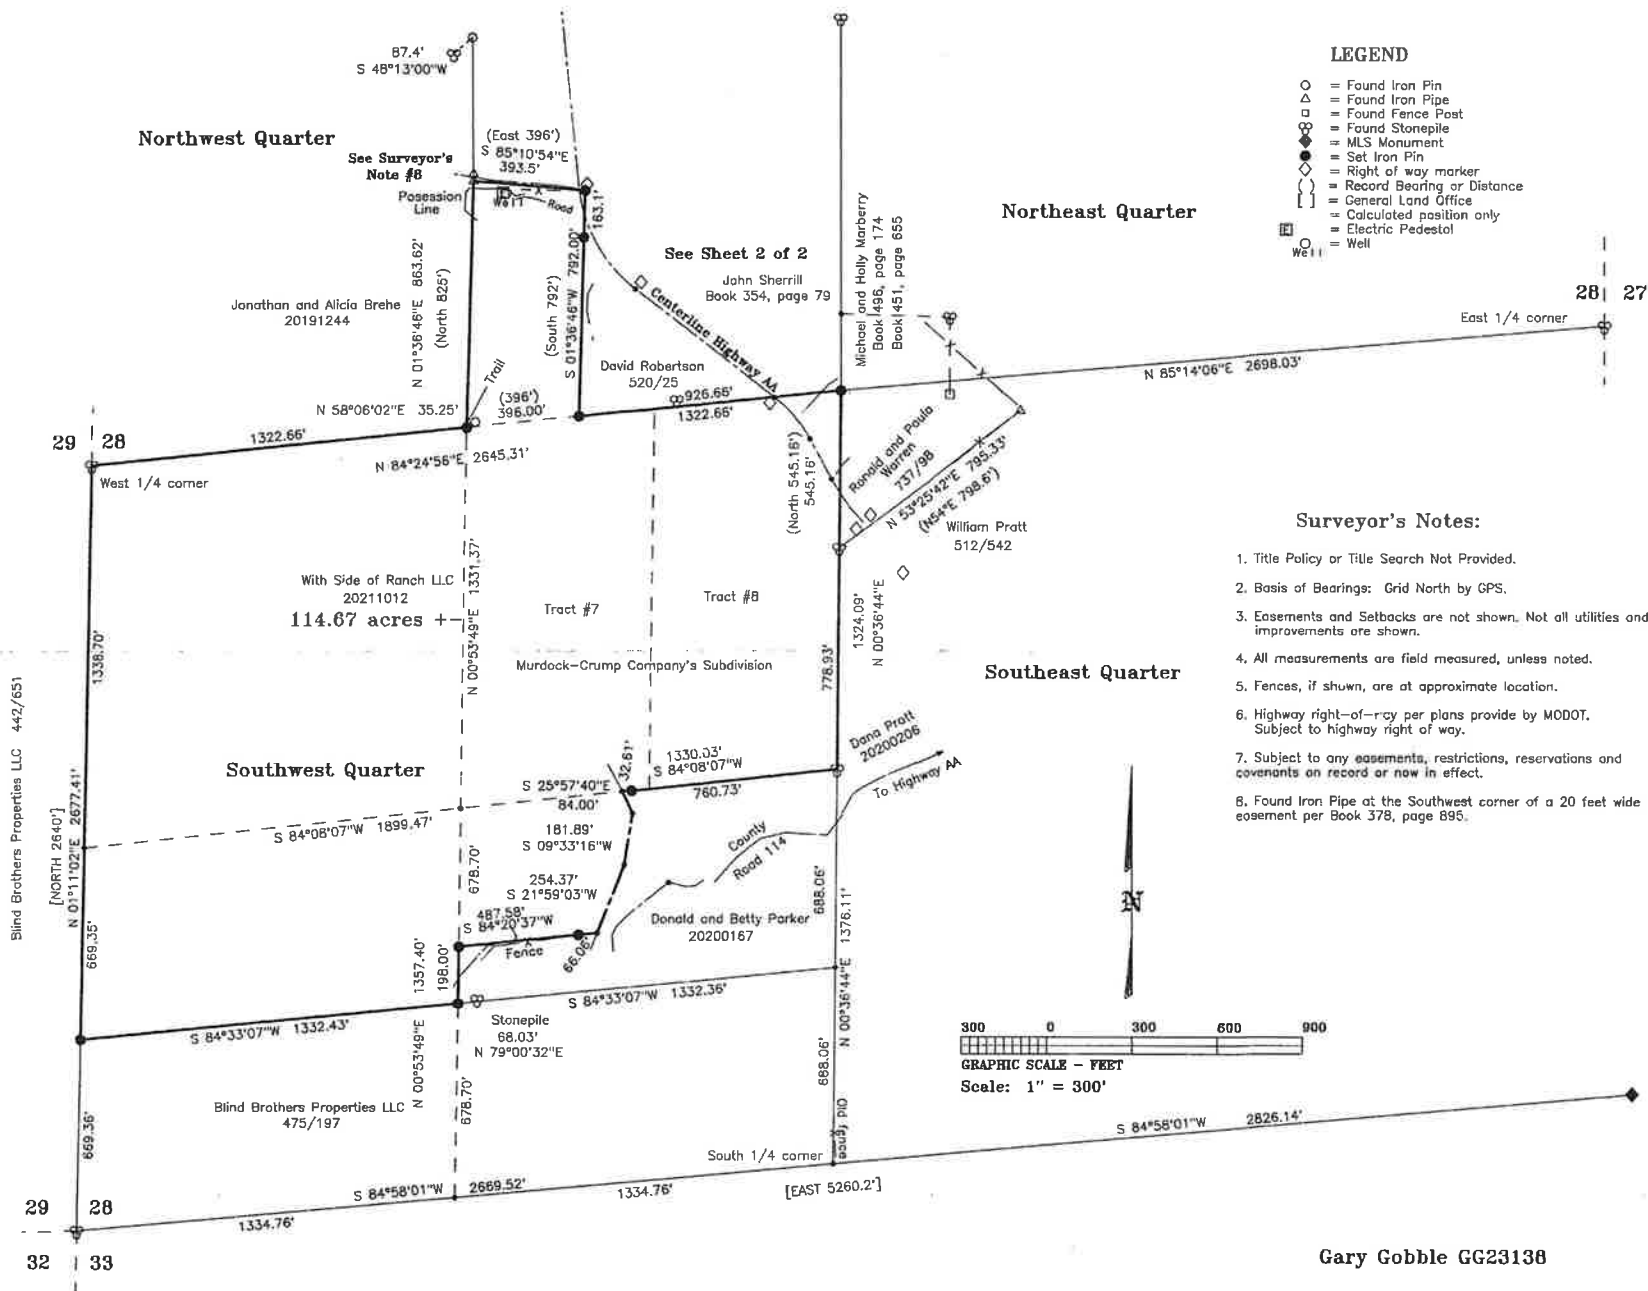 87.4'
S 48°13'00"W
Northwest Quarter
(East 396')
S 85°10'54"E
393.5'
See Surveyor's
Note #8
Posession
Line
Well
Road
163.1'
N 01°36'46"E 863.62'
(North 825')
(South 792')
S 01°36'46"W 792.00'
Jonathan and Alicia Brehe
20191244
See Sheet 2 of 2
John Sherrill
Book 354, page 79
Centerline Highway AA
Michael and Holly Marberry
Book 496, page 174
Book 451, page 655
Northeast Quarter
LEGEND
= Found Iron Pin
= Found Iron Pipe
= Found Fence Post
= Found Stonepile
= MLS Monument
= Set Iron Pin
= Right of way marker
( ) = Record Bearing or Distance
[ ] = General Land Office
= Calculated position only
E = Electric Pedestal
Well = Well
28 27
East 1/4 corner
N 85°14'06"E 2698.03'
David Robertson
520/25
926.66'
1322.66'
Trail
(396')
396.00'
N 58°06'02"E 35.25'
29 28
1322.66'
N 84°24'56"E 2645.31'
West 1/4 corner
(North 545.16')
545.16'
Ronald and Paula
Warren
737/98
N 53°25'42"E 795.33'
(N54°E 798.6')
William Pratt
512/542
With Side of Ranch LLC
20211012
114.67 acres +-
N 00°53'49"E 1331.37'
Tract #7
Tract #8
Murdock-Crump Company's Subdivision
1324.09'
N 00°36'44"E
778.93'
Southeast Quarter
Surveyor's Notes:
1. Title Policy or Title Search Not Provided.
2. Basis of Bearings: Grid North by GPS.
3. Easements and Setbacks are not shown. Not all utilities and
improvements are shown.
4. All measurements are field measured, unless noted.
5. Fences, if shown, are at approximate location.
6. Highway right-of-rcy per plans provide by MODOT.
Subject to highway right of way.
7. Subject to any easements, restrictions, reservations and
covenants on record or now in effect.
8. Found Iron Pipe at the Southwest corner of a 20 feet wide
easement per Book 378, page 895.
1338.70'
Blind Brothers Properties LLC 442/651
[NORTH 2640']
N 01°11'02"E 2677.41'
669.35'
Southwest Quarter
32.61'
1330.03'
S 84°08'07"W
760.73'
S 25°57'40"E
84.00'
S 84°08'07"W 1899.47'
181.89'
S 09°33'16"W
254.37'
S 21°59'03"W
487.58'
S 84°20'37"W
Fence
66.06'
678.70'
1357.40'
198.00'
Dana Pratt
20200206
To Highway AA
County
Road 114
Donald and Betty Parker
20200167
688.06'
N 00°36'44"E 1376.11'
S 84°33'07"W 1332.36'
S 84°33'07"W 1332.43'
Stonepile
68.03'
N 79°00'32"E
N 00°53'49"E
678.70'
N
300 0 300 600 900
GRAPHIC SCALE - FEET
Scale: 1" = 300'
Blind Brothers Properties LLC
475/197
669.36'
688.06'
Old fence
South 1/4 corner
S 84°58'01"W 2826.14'
S 84°58'01"W 2669.52'
1334.76'
[EAST 5260.2']
1334.76'
29 28
32 33
Gary Gobble GG23138